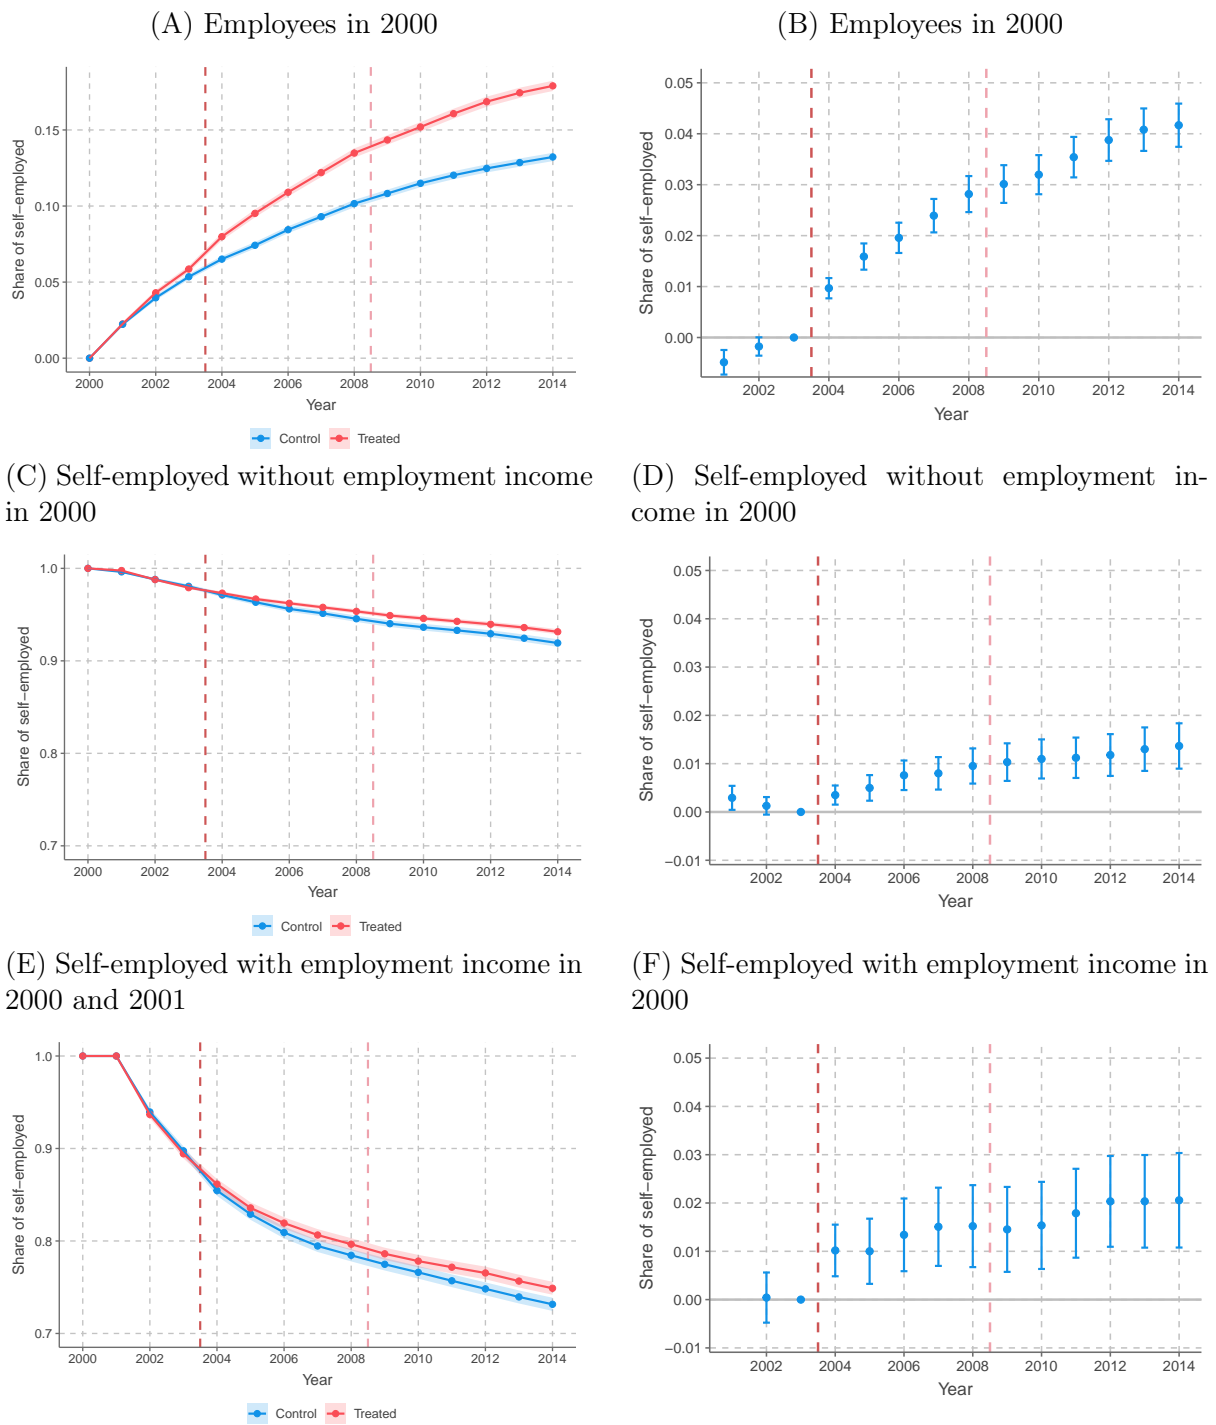 (A) Employees in 2000
Share of self−employed
0.15
0.10
0.05
0.00
2000 2002 2004 2006 2008 2010 2012 2014
Year
Control Treated
(B) Employees in 2000
Share of self−employed
0.05
0.04
0.03
0.02
0.01
0.00
2002 2004 2006 2008 2010 2012 2014
Year
(C) Self-employed without employment income
in 2000
Share of self−employed
1.0
0.9
0.8
0.7
2000 2002 2004 2006 2008 2010 2012 2014
Year
Control Treated
(D) Self-employed without employment in-
come in 2000
Share of self−employed
0.05
0.04
0.03
0.02
0.01
0.00
−0.01
2002 2004 2006 2008 2010 2012 2014
Year
(E) Self-employed with employment income in
2000 and 2001
Share of self−employed
1.0
0.9
0.8
0.7
2000 2002 2004 2006 2008 2010 2012 2014
Year
Control Treated
(F) Self-employed with employment income in
2000
Share of self−employed
0.05
0.04
0.03
0.02
0.01
0.00
−0.01
2002 2004 2006 2008 2010 2012 2014
Year